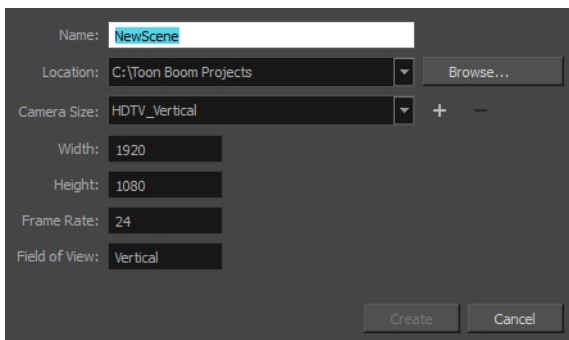 Name: NewScene
Location: C:\Toon Boom Projects Browse...
Camera Size: HDTV_Vertical + −
Width: 1920
Height: 1080
Frame Rate: 24
Field of View: Vertical
Create Cancel